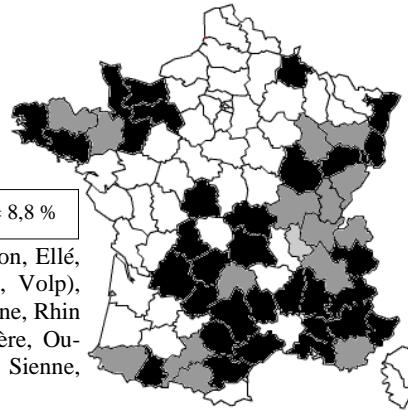 8,8 %
on, Ellé,
, Volp),
ne, Rhin
ère, Ou-
Sienne,